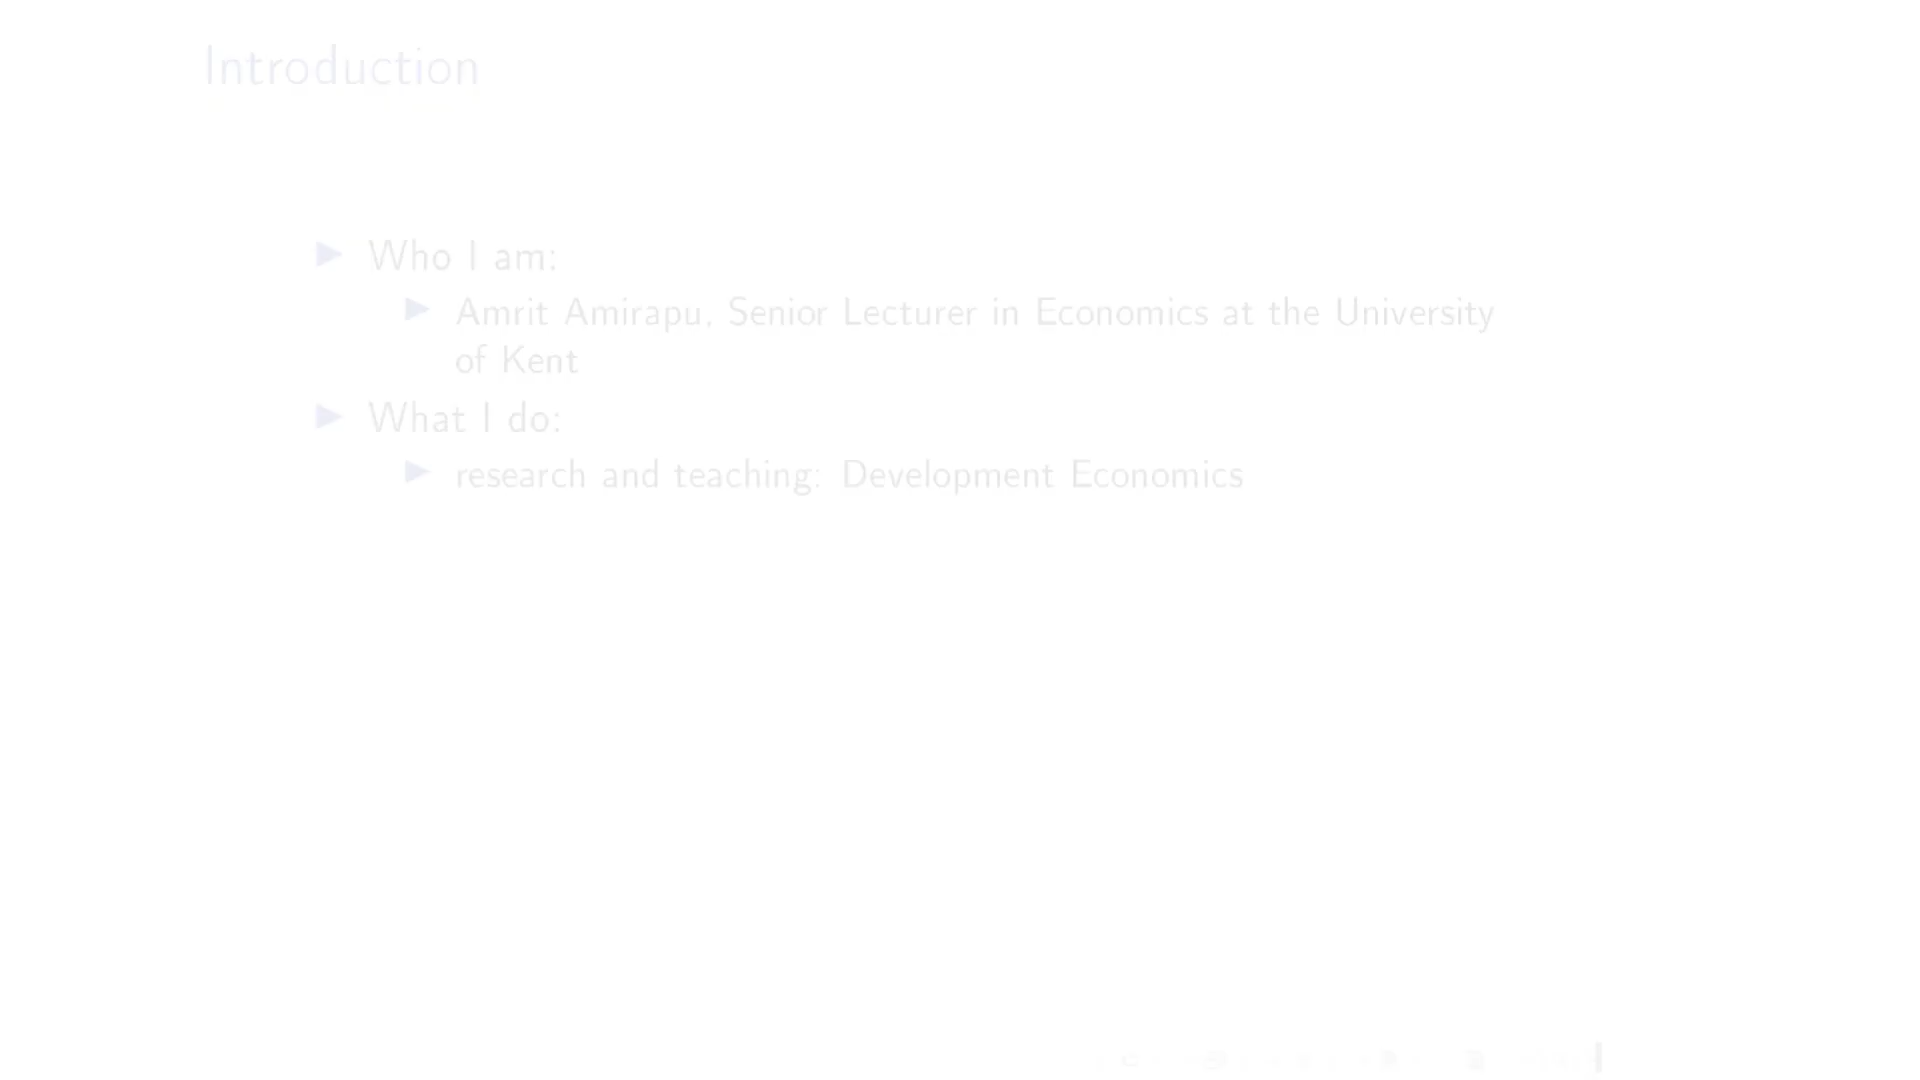 Introduction
Who I am:
Amrit Amirapu, Senior Lecturer in Economics at the University
of Kent
What I do:
research and teaching: Development Economics